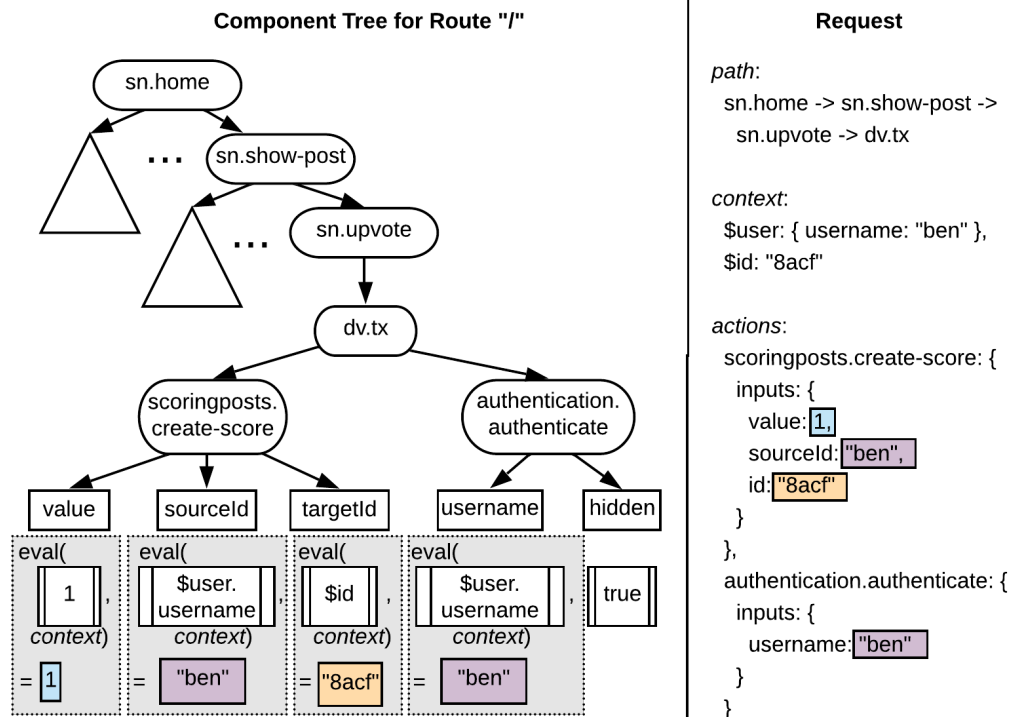 Component Tree for Route "/"
sn.home
...
sn.show-post
...
sn.upvote
dv.tx
scoringposts.
create-score
authentication.
authenticate
value
sourceId
targetId
username
hidden
eval(
1
,
context)
= 1
eval(
$user.
username
,
context)
= "ben"
eval(
$id
,
context)
= "8acf"
eval(
$user.
username
,
context)
= "ben"
true
Request
path:
sn.home -> sn.show-post ->
sn.upvote -> dv.tx
context:
$user: { username: "ben" },
$id: "8acf"
actions:
scoringposts.create-score: {
inputs: {
value: 1,
sourceId: "ben",
id: "8acf"
}
},
authentication.authenticate: {
inputs: {
username: "ben"
}
}